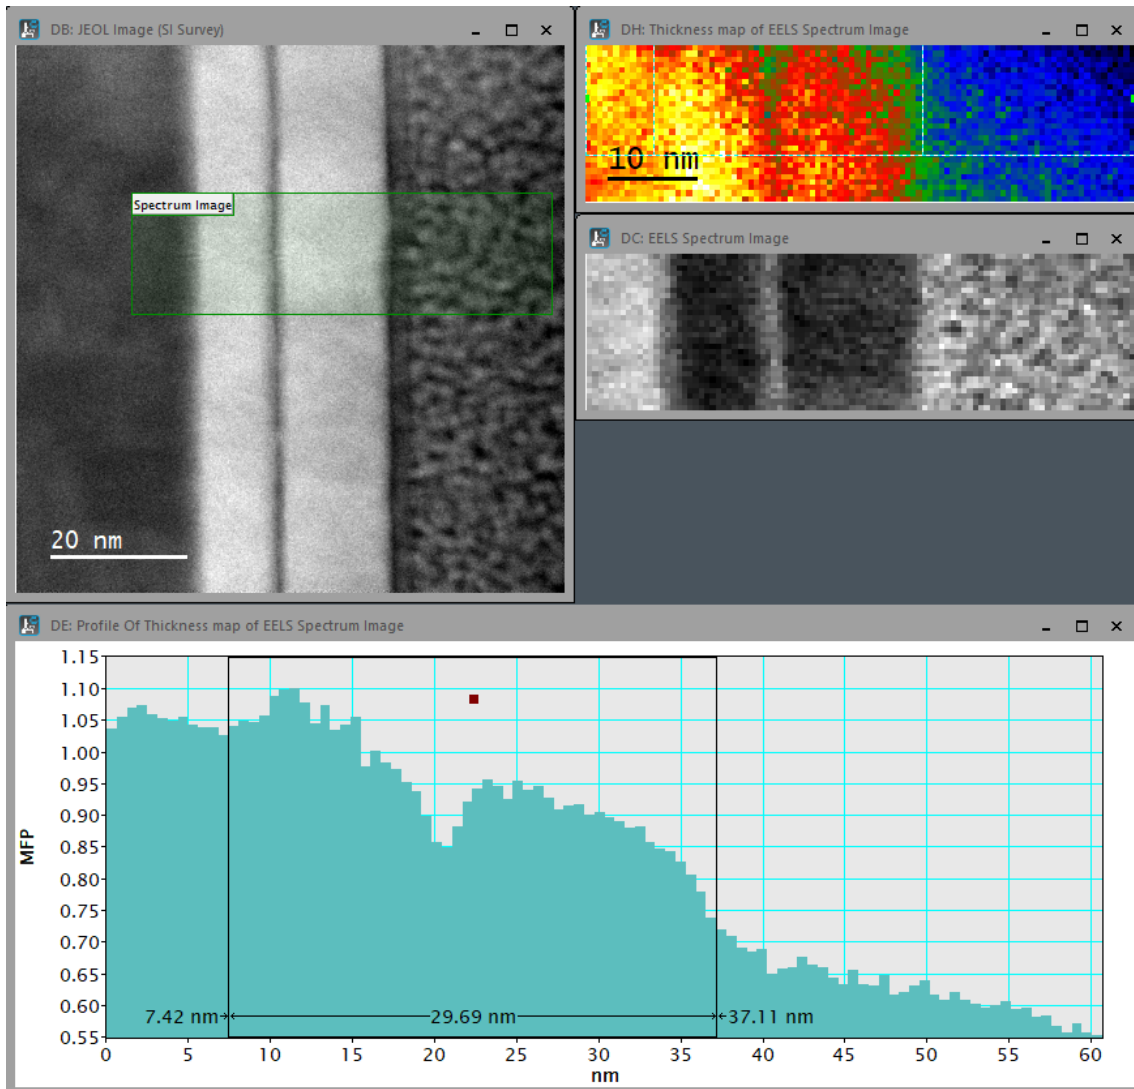 DB: JEOL Image (SI Survey)
Spectrum Image
20 nm
DH: Thickness map of EELS Spectrum Image
10 nm
DC: EELS Spectrum Image
DE: Profile Of Thickness map of EELS Spectrum Image
1.15
1.10
1.05
1.00
0.95
0.90
0.85
0.80
0.75
0.70
0.65
0.60
0.55
MFP
7.42 nm 29.69 nm 37.11 nm
0 5 10 15 20 25 30 35 40 45 50 55 60
nm